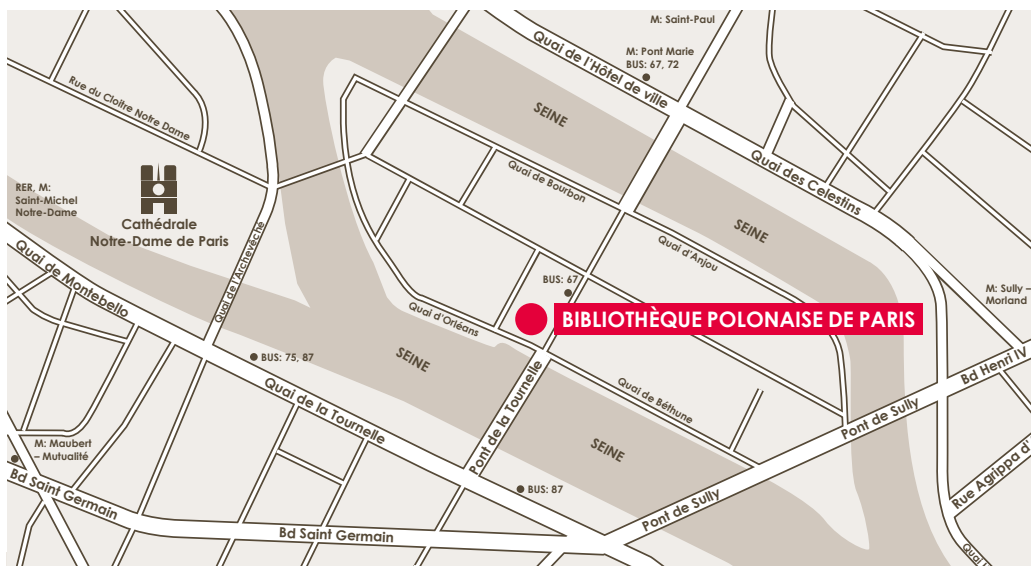 M: Saint-Paul
Quai de l'Hôtel de ville
M: Pont Marie
BUS: 67, 72
Rue du Cloître Notre Dame
SEINE
Quai de Bourbon
Quai des Celestins
RER, M:
Saint-Michel
Notre-Dame
Cathédrale
Notre-Dame de Paris
Quai de l'Archevêché
SEINE
Quai d'Anjou
Quai de Montebello
BUS: 67
M: Sully –
Morland
BIBLIOTHÈQUE POLONAISE DE PARIS
Quai d'Orléans
SEINE
BUS: 75, 87
Bd Henri IV
Quai de la Tournelle
Pont de la Tournelle
Quai de Béthune
Pont de Sully
M: Maubert
– Mutualité
SEINE
Bd Saint Germain
BUS: 87
Rue Agrippa d'
Pont de Sully
Bd Saint Germain
Quai